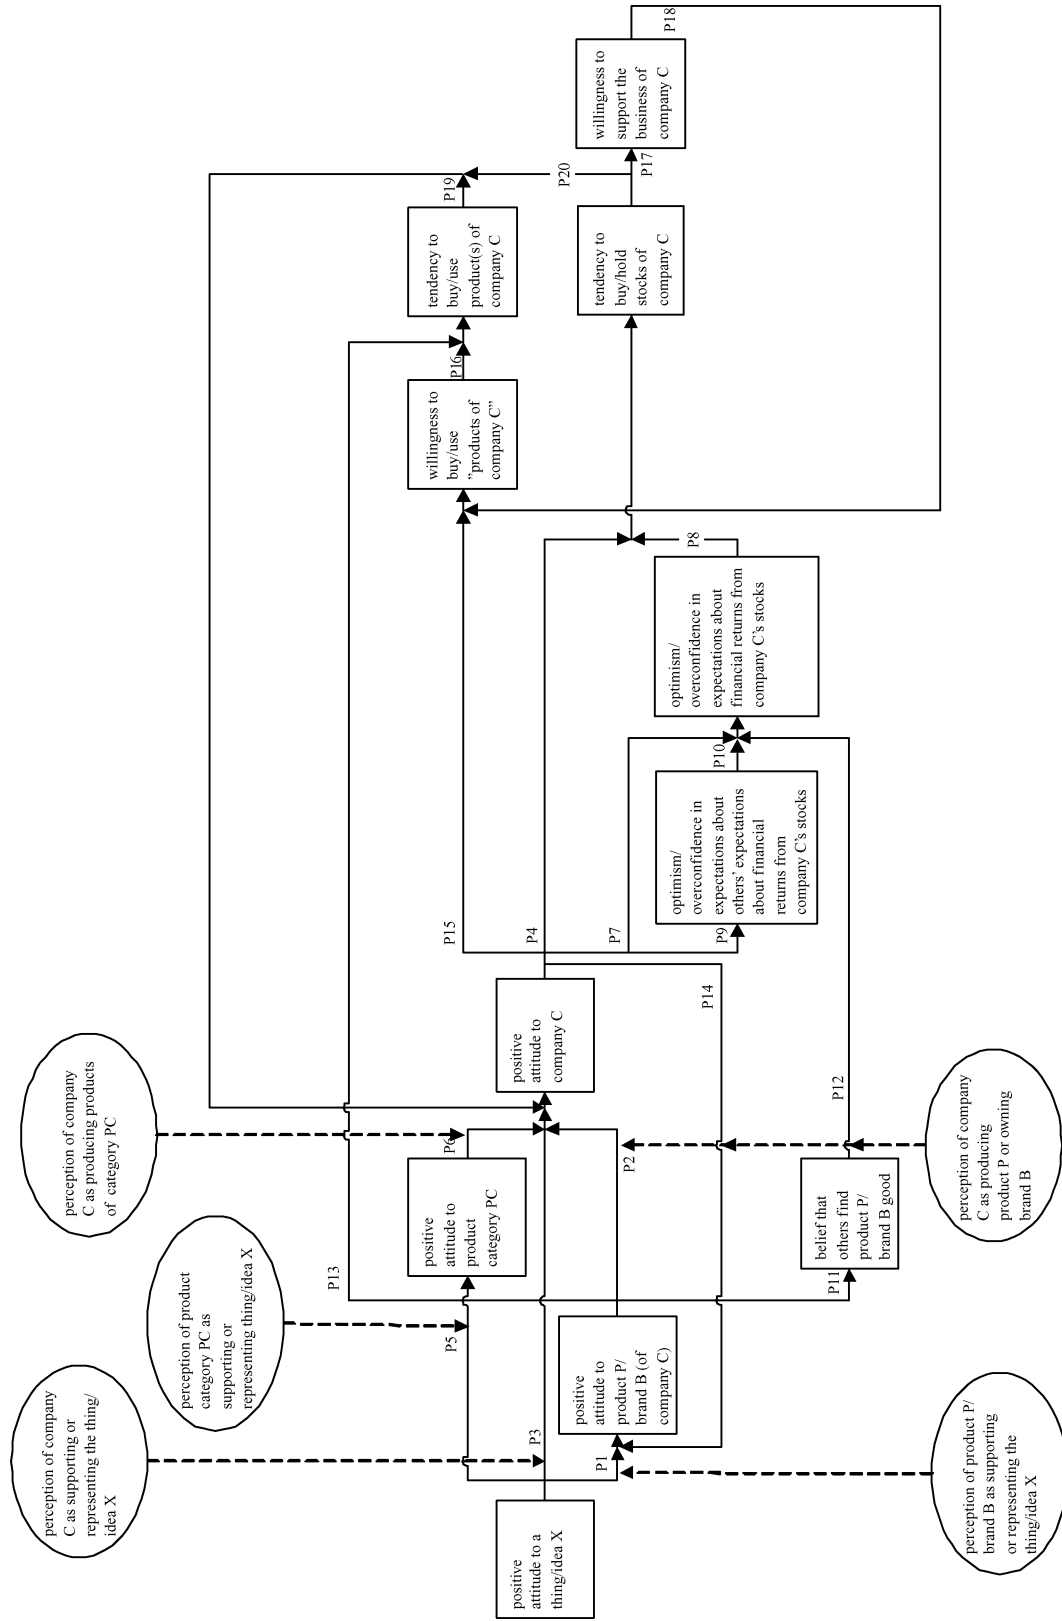 perception of company
C as supporting or
representing the thing/
idea X
perception of product
category PC as
supporting or
representing thing/idea X
perception of company
C as producing products
of category PC
positive
attitude to a
thing/idea X
P3
P5
P1
positive
attitude to
product P/
brand B (of
company C)
P13
P11
positive
attitude to
product
category PC
P6
P2
belief that
others find
product P/
brand B good
P12
positive
attitude to
company C
P15
P4
P7
P9
P14
optimism/
overconfidence in
expectations about
others’ expectations
about financial
returns from
company C’s stocks
P10
optimism/
overconfidence in
expectations about
financial returns from
company C’s stocks
P8
willingness to
buy/use
”products of
company C”
P16
tendency to
buy/use
product(s) of
company C
P19
tendency to
buy/hold
stocks of
company C
P20
P17
willingness to
support the
business of
company C
P18
perception of product P/
brand B as supporting
or representing the
thing/idea X
perception of company
C as producing
product P or owning
brand B